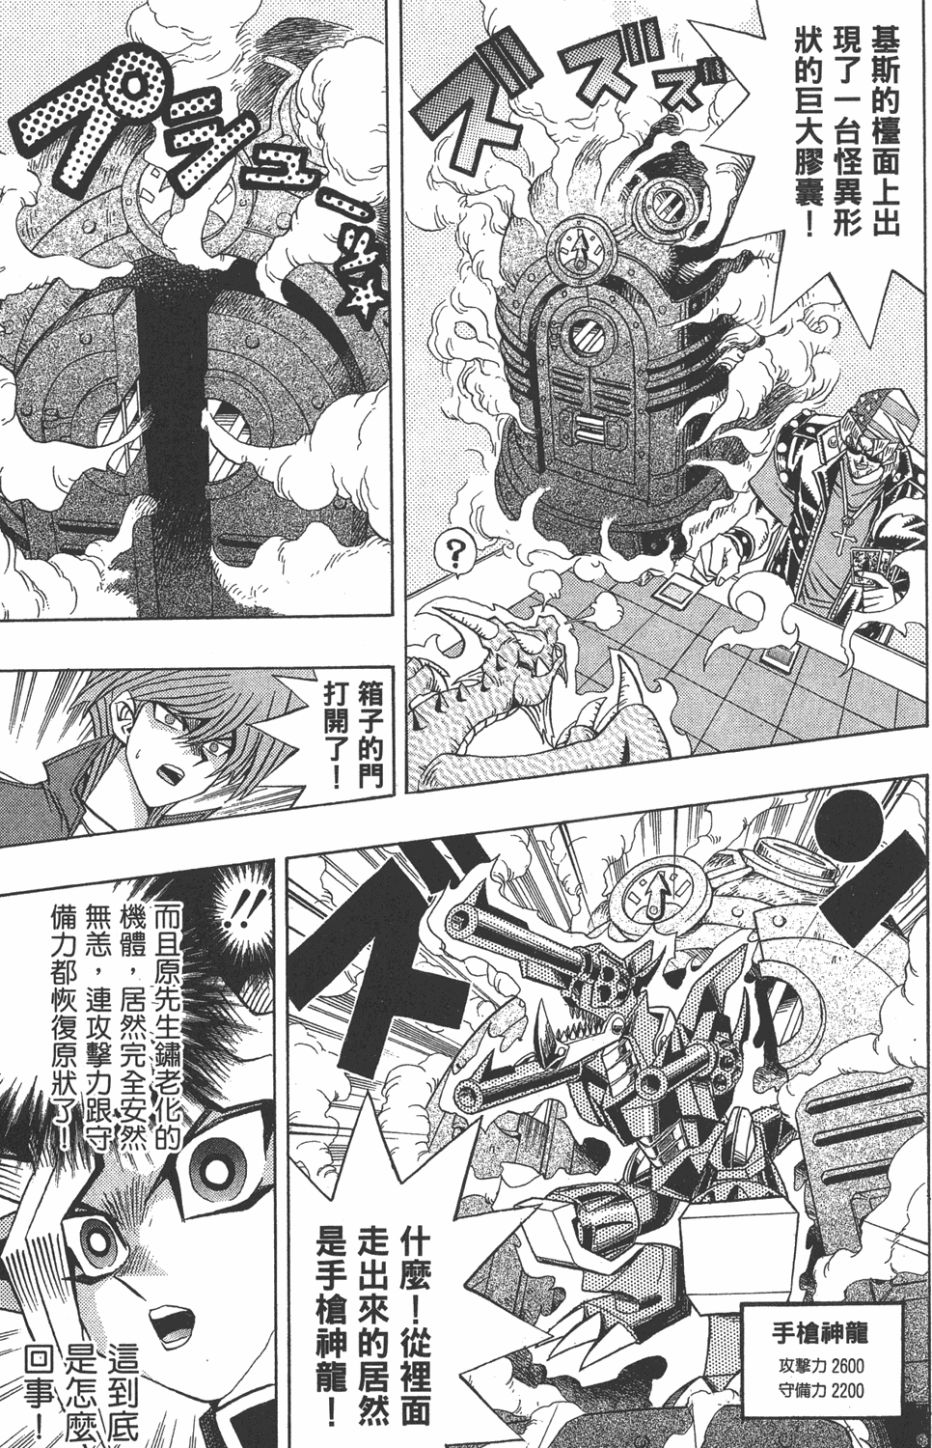 基斯的檯面上出
現了一台怪異形
狀的巨大膠囊！
ズズズ
？
プシュー
箱子的門
打開了！
ズン
什麼！從裡面
走出來的居然
是手槍神龍！
手槍神龍
攻擊力 2600
守備力 2200
!!
而且原先生鏽老化的
機體，居然完全安然
無恙，連攻擊力跟守
備力都恢復原狀了！
這到底
是怎麼
回事！